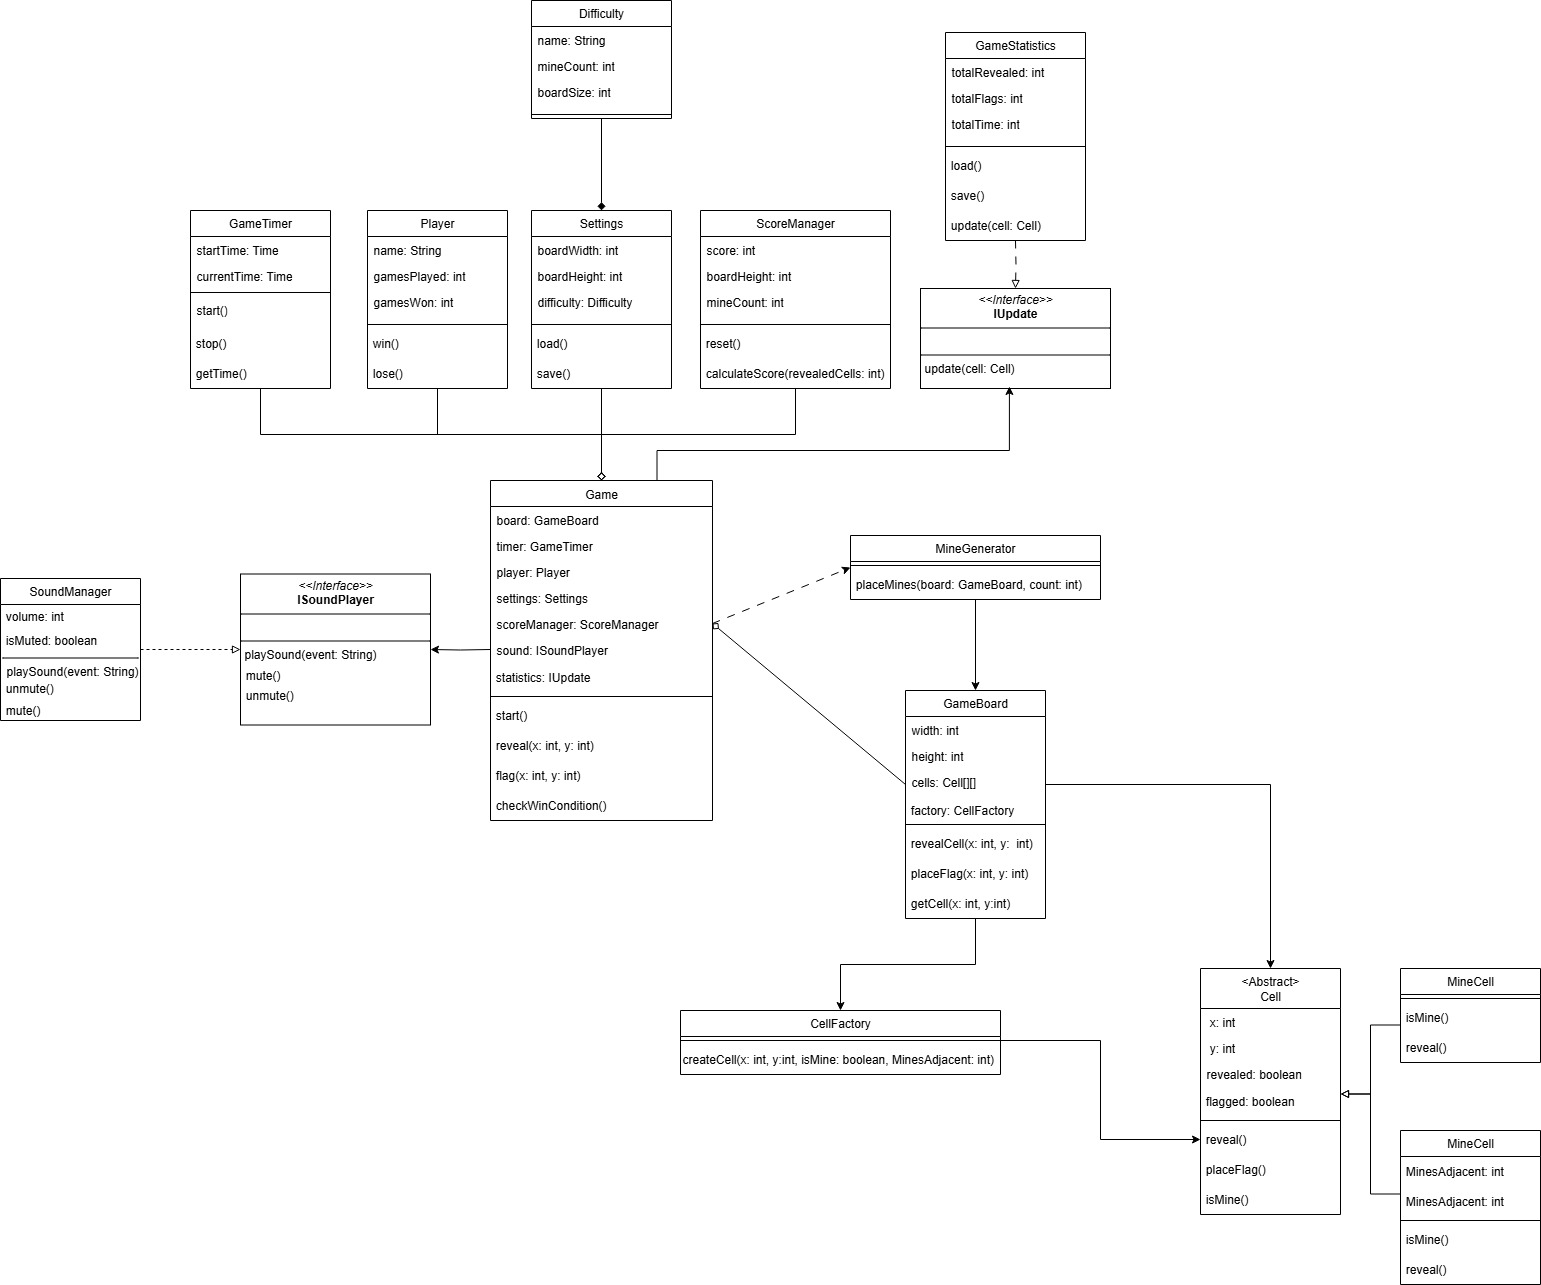 Difficulty
name: String
mineCount: int
boardSize: int
GameStatistics
totalRevealed: int
totalFlags: int
totalTime: int
load()
save()
update(cell: Cell)
GameTimer
startTime: Time
currentTime: Time
start()
stop()
getTime()
Player
name: String
gamesPlayed: int
gamesWon: int
win()
lose()
Settings
boardWidth: int
boardHeight: int
difficulty: Difficulty
load()
save()
ScoreManager
score: int
boardHeight: int
mineCount: int
reset()
calculateScore(revealedCells: int)
<<Interface>>
IUpdate
update(cell: Cell)
Game
board: GameBoard
timer: GameTimer
player: Player
settings: Settings
scoreManager: ScoreManager
sound: ISoundPlayer
statistics: IUpdate
start()
reveal(x: int, y: int)
flag(x: int, y: int)
checkWinCondition()
SoundManager
volume: int
isMuted: boolean
playSound(event: String)
unmute()
mute()
<<Interface>>
ISoundPlayer
playSound(event: String)
mute()
unmute()
MineGenerator
placeMines(board: GameBoard, count: int)
GameBoard
width: int
height: int
cells: Cell[][]
factory: CellFactory
revealCell(x: int, y:  int)
placeFlag(x: int, y: int)
getCell(x: int, y:int)
CellFactory
createCell(x: int, y:int, isMine: boolean, MinesAdjacent: int)
<Abstract>
Cell
x: int
y: int
revealed: boolean
flagged: boolean
reveal()
placeFlag()
isMine()
MineCell
isMine()
reveal()
MineCell
MinesAdjacent: int
MinesAdjacent: int
isMine()
reveal()